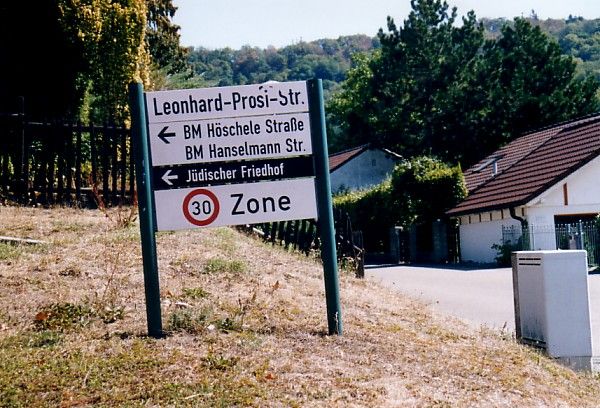 Leonhard-Prosi-Str.
BM Höschele Straße
BM Hanselmann Str.
Jüdischer Friedhof
30 Zone